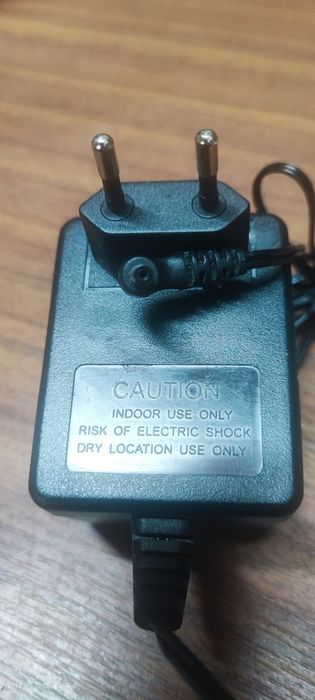 CAUTION
INDOOR USE ONLY
RISK OF ELECTRIC SHOCK
DRY LOCATION USE ONLY